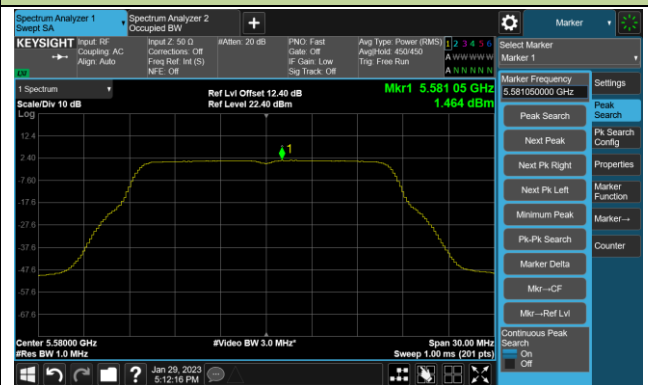 Spectrum Analyzer 1
Swept SA
Spectrum Analyzer 2
Occupied BW
Marker
KEYSIGHT
Input: RF
Coupling: AC
Align: Auto
Input Z: 50 Ω
Corrections: Off
Freq Ref: Int (S)
NFE: Off
#Atten: 20 dB
PNO: Fast
Gate: Off
IF Gain: Low
Sig Track: Off
Avg Type: Power (RMS)
Avg|Hold: 450/450
Trig: Free Run
1 2 3 4 5 6
A W W W W W
A N N N N N
Select Marker
Marker 1
1 Spectrum
Scale/Div 10 dB
Log
Ref Lvl Offset 12.40 dB
Ref Level 22.40 dBm
Mkr1 5.581 05 GHz
1.464 dBm
12.4
2.40
-7.60
-17.6
-27.6
-37.6
-47.6
-57.6
-67.6
1
Marker Frequency
5.581050000 GHz
Peak Search
Next Peak
Next Pk Right
Next Pk Left
Minimum Peak
Pk-Pk Search
Marker Delta
Mkr→CF
Mkr→Ref Lvl
Continuous Peak
Search
On
Off
Settings
Peak
Search
Pk Search
Config
Properties
Marker
Function
Marker→
Counter
Center 5.58000 GHz
#Res BW 1.0 MHz
#Video BW 3.0 MHz*
Span 30.00 MHz
Sweep 1.00 ms (201 pts)
Jan 29, 2023
5:12:16 PM